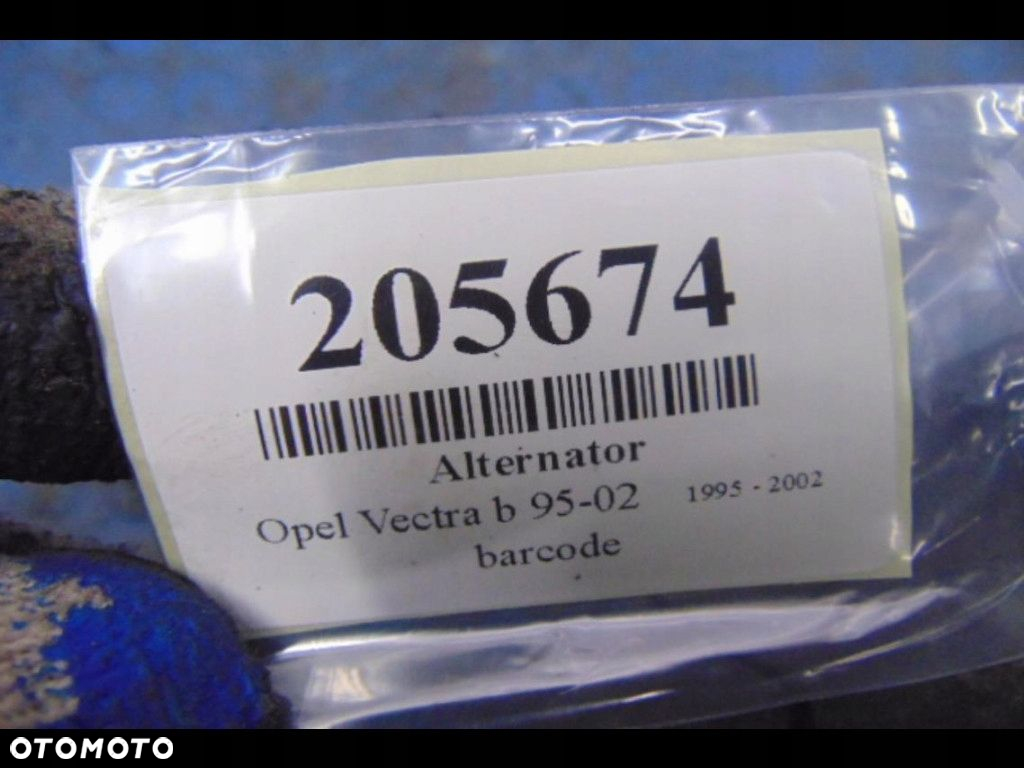 205674
Alternator
Opel Vectra b 95-02 1995 - 2002
barcode
OTOMOTO